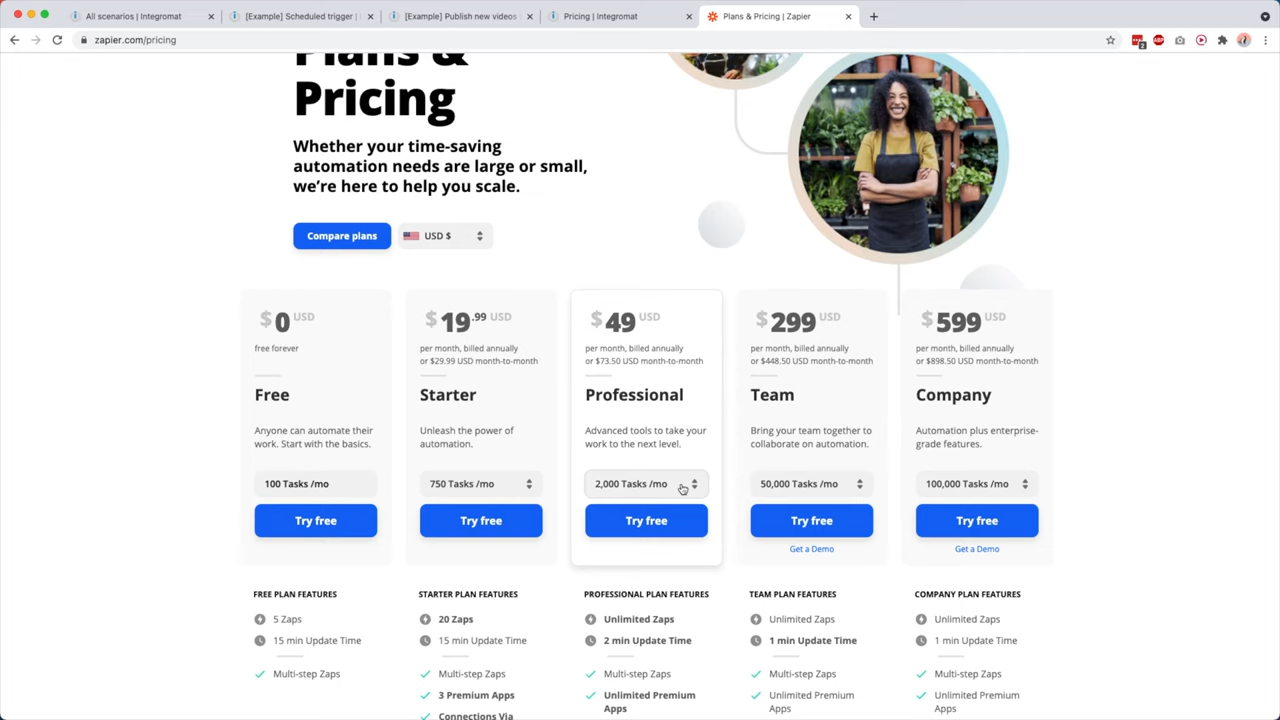 All scenarios | Integromat
[Example] Scheduled trigger |
[Example] Publish new videos
Pricing | Integromat
Plans & Pricing | Zapier
zapier.com/pricing
2
Plans &
Pricing
Whether your time-saving
automation needs are large or small,
we're here to help you scale.
Compare plans
USD $
$0 USD
free forever
Free
Anyone can automate their
work. Start with the basics.
100 Tasks /mo
Try free
$19.99 USD
per month, billed annually
or $29.99 USD month-to-month
Starter
Unleash the power of
automation.
750 Tasks /mo
Try free
$49 USD
per month, billed annually
or $73.50 USD month-to-month
Professional
Advanced tools to take your
work to the next level.
2,000 Tasks /mo
Try free
$299 USD
per month, billed annually
or $448.50 USD month-to-month
Team
Bring your team together to
collaborate on automation.
50,000 Tasks /mo
Try free
Get a Demo
$599 USD
per month, billed annually
or $898.50 USD month-to-month
Company
Automation plus enterprise-
grade features.
100,000 Tasks /mo
Try free
Get a Demo
FREE PLAN FEATURES
5 Zaps
15 min Update Time
Multi-step Zaps
STARTER PLAN FEATURES
20 Zaps
15 min Update Time
Multi-step Zaps
3 Premium Apps
Connections Via
PROFESSIONAL PLAN FEATURES
Unlimited Zaps
2 min Update Time
Multi-step Zaps
Unlimited Premium
Apps
TEAM PLAN FEATURES
Unlimited Zaps
1 min Update Time
Multi-step Zaps
Unlimited Premium
Apps
COMPANY PLAN FEATURES
Unlimited Zaps
1 min Update Time
Multi-step Zaps
Unlimited Premium
Apps